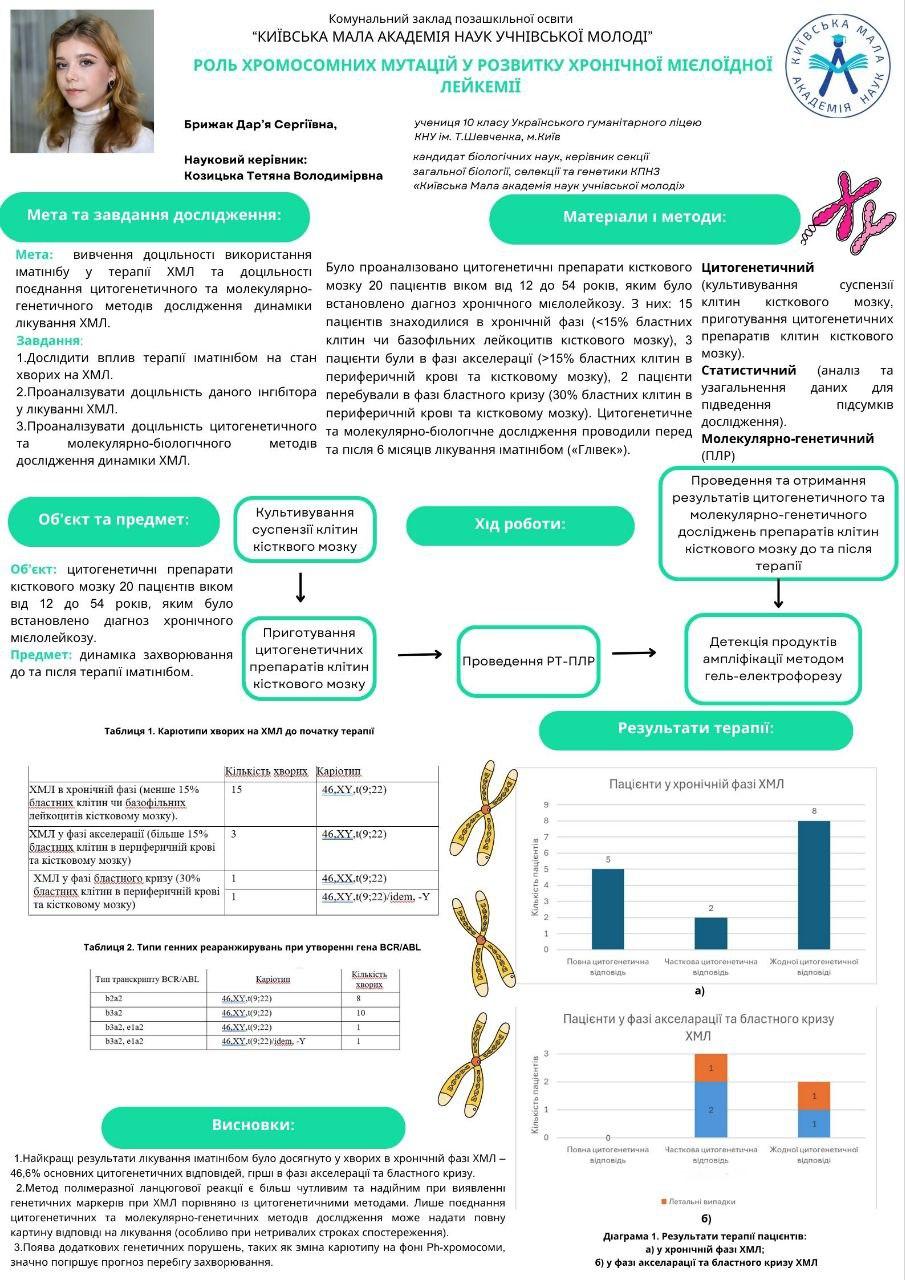 Комунальний заклад позашкільної освіти
“КИЇВСЬКА МАЛА АКАДЕМІЯ НАУК УЧНІВСЬКОЇ МОЛОДІ”
КИЇВСЬКА МАЛА
АКАДЕМІЯ НАУК
РОЛЬ ХРОМОСОМНИХ МУТАЦІЙ У РОЗВИТКУ ХРОНІЧНОЇ МІЄЛОЇДНОЇ
ЛЕЙКЕМІЇ
Брижак Дар’я Сергіївна,
учениця 10 класу Українського гуманітарного ліцею
КНУ ім. Т.Шевченка, м.Київ
Науковий керівник:
Козицька Тетяна Володимирівна
кандидат біологічних наук, керівник секції
загальної біології, селекції та генетики КПНЗ
«Київська Мала академія наук учнівської молоді»
Мета та завдання дослідження:
Мета: вивчення доцільності використання
іматинібу у терапії ХМЛ та доцільності
поєднання цитогенетичного та молекулярно-
генетичного методів дослідження динаміки
лікування ХМЛ.
Завдання:
1.Дослідити вплив терапії іматинібом на стан
хворих на ХМЛ.
2.Проаналізувати доцільність даного інгібітора
у лікуванні ХМЛ.
3.Проаналізувати доцільність цитогенетичного
та молекулярно-біологічного методів
дослідження динаміки ХМЛ.
Матеріали і методи:
Було проаналізовано цитогенетичні препарати кісткового
мозку 20 пацієнтів віком від 12 до 54 років, яким було
встановлено діагноз хронічного мієлолейкозу. З них: 15
пацієнтів знаходилися в хронічній фазі (<15% бластних
клітин чи базофільних лейкоцитів кісткового мозку), 3
пацієнти були в фазі акселерації (>15% бластних клітин в
периферичній крові та кістковому мозку), 2 пацієнти
перебували в фазі бластного кризу (30% бластних клітин в
периферичній крові та кістковому мозку). Цитогенетичне
та молекулярно-біологічне дослідження проводили перед
та після 6 місяців лікування іматинібом («Глівек»).
Цитогенетичний
(культивування суспензії
клітин кісткового мозку,
приготування цитогенетичних
препаратів клітин кісткового
мозку).
Статистичний (аналіз та
узагальнення даних для
підведення підсумків
дослідження).
Молекулярно-генетичний
(ПЛР)
Об'єкт та предмет:
Об’єкт: цитогенетичні препарати
кісткового мозку 20 пацієнтів віком
від 12 до 54 років, яким було
встановлено діагноз хронічного
мієлолейкозу.
Предмет: динаміка захворювання
до та після терапії іматинібом.
Хід роботи:
Культивування
суспензії клітин
кістквого мозку
Приготування
цитогенетичних
препаратів клітин
кісткового мозку
Проведення РТ-ПЛР
Проведення та отримання
результатів цитогенетичного та
молекулярно-генетичного
досліджень препаратів клітин
кісткового мозку до та після
терапії
Детекція продуктів
ампліфікації методом
гель-електрофорезу
Таблиця 1. Каріотипи хворих на ХМЛ до початку терапії
Кількість хворих Каріотип
ХМЛ в хронічній фазі (менше 15%
бластних клітин чи базофільних
лейкоцитів кісткового мозку).
15 46,XY,t(9;22)
ХМЛ у фазі акселерації (більше 15%
бластних клітин в периферичній крові
та кістковому мозку)
3 46,XY,t(9;22)
ХМЛ у фазі бластного кризу (30%
бластних клітин в периферичній крові
та кістковому мозку)
1 46,XX,t(9;22)
1 46,XY,t(9;22)/idem, -Y
Таблиця 2. Типи генних реаранжирувань при утворенні гена BCR/ABL
Тип транскрипту BCR/ABL Каріотип Кількість
хворих
b2a2 46,XY,t(9;22) 8
b3a2 46,XY,t(9;22) 10
b3a2, e1a2 46,XY,t(9;22) 1
b3a2, e1a2 46,XY,t(9;22)/idem, -Y 1
Висновки:
1.Найкращі результати лікування іматинібом було досягнуто у хворих в хронічній фазі ХМЛ –
46,6% основних цитогенетичних відповідей, гірші в фазі акселерації та бластного кризу.
2.Метод полімеразної ланцюгової реакції є більш чутливим та надійним при виявленні
генетичних маркерів при ХМЛ порівняно із цитогенетичними методами. Лише поєднання
цитогенетичних та молекулярно-генетичних методів дослідження може надати повну
картину відповіді на лікування (особливо при нетривалих строках спостереження).
3.Поява додаткових генетичних порушень, таких як зміна каріотипу на фоні Ph-хромосоми,
значно погіршує прогноз перебігу захворювання.
Результати терапії:
Пацієнти у хронічній фазі ХМЛ
Кількість пацієнтів
9
8
7
6
5
4
3
2
1
0
5
2
8
Повна цитогенетична
відповідь
Часткова цитогенетична
відповідь
Жодної цитогенетичної
відповіді
а)
Пацієнти у фазі акселарації та бластного кризу
ХМЛ
Кількість пацієнтів
3
2
1
0
0
1
2
1
1
Повна цитогенетична
відповідь
Часткова цитогенетична
відповідь
Жодної цитогенетичної
відповіді
Летальні випадки
б)
Діаграма 1. Результати терапії пацієнтів:
а) у хронічній фазі ХМЛ;
б) у фазі акселарації та бластного кризу ХМЛ